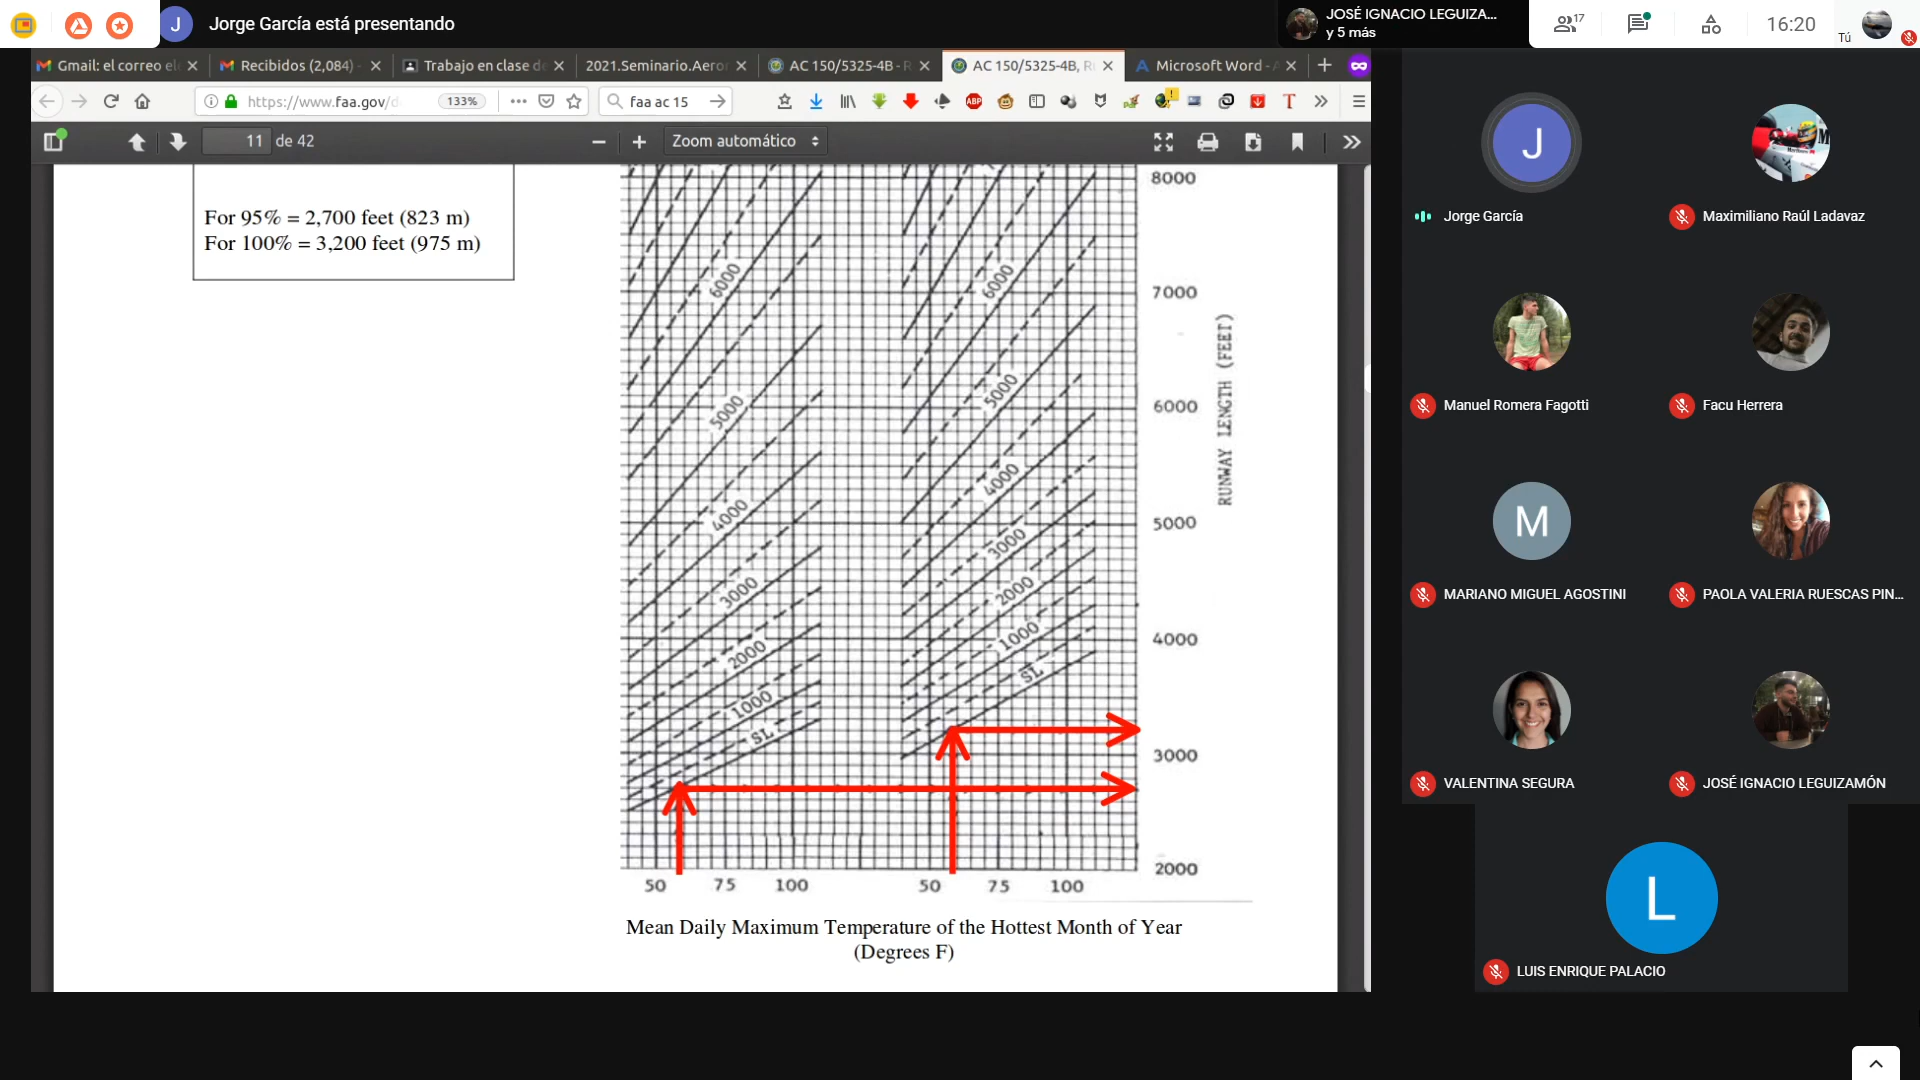 J
Jorge García está presentando
JOSÉ IGNACIO LEGUIZA...
y 5 más
17
16:20
Tú
Gmail: el correo el
Recibidos (2,084) -
Trabajo en clase de
2021.Seminario.Aeror
AC 150/5325-4B - R
AC 150/5325-4B, Ru
Microsoft Word - A
https://www.faa.gov/d
133%
faa ac 15
ABP
T
11 de 42
Zoom automático
For 95% = 2,700 feet (823 m)
For 100% = 3,200 feet (975 m)
6000
5000
4000
3000
2000
1000
SL
6000
5000
4000
3000
2000
1000
SL
8000
7000
6000
5000
4000
3000
2000
RUNWAY LENGTH (FEET)
50 75 100 50 75 100
Mean Daily Maximum Temperature of the Hottest Month of Year
(Degrees F)
J
Jorge García
Maximiliano Raúl Ladavaz
Manuel Romera Fagotti
Facu Herrera
M
MARIANO MIGUEL AGOSTINI
PAOLA VALERIA RUESCAS PIN...
VALENTINA SEGURA
JOSÉ IGNACIO LEGUIZAMÓN
L
LUIS ENRIQUE PALACIO